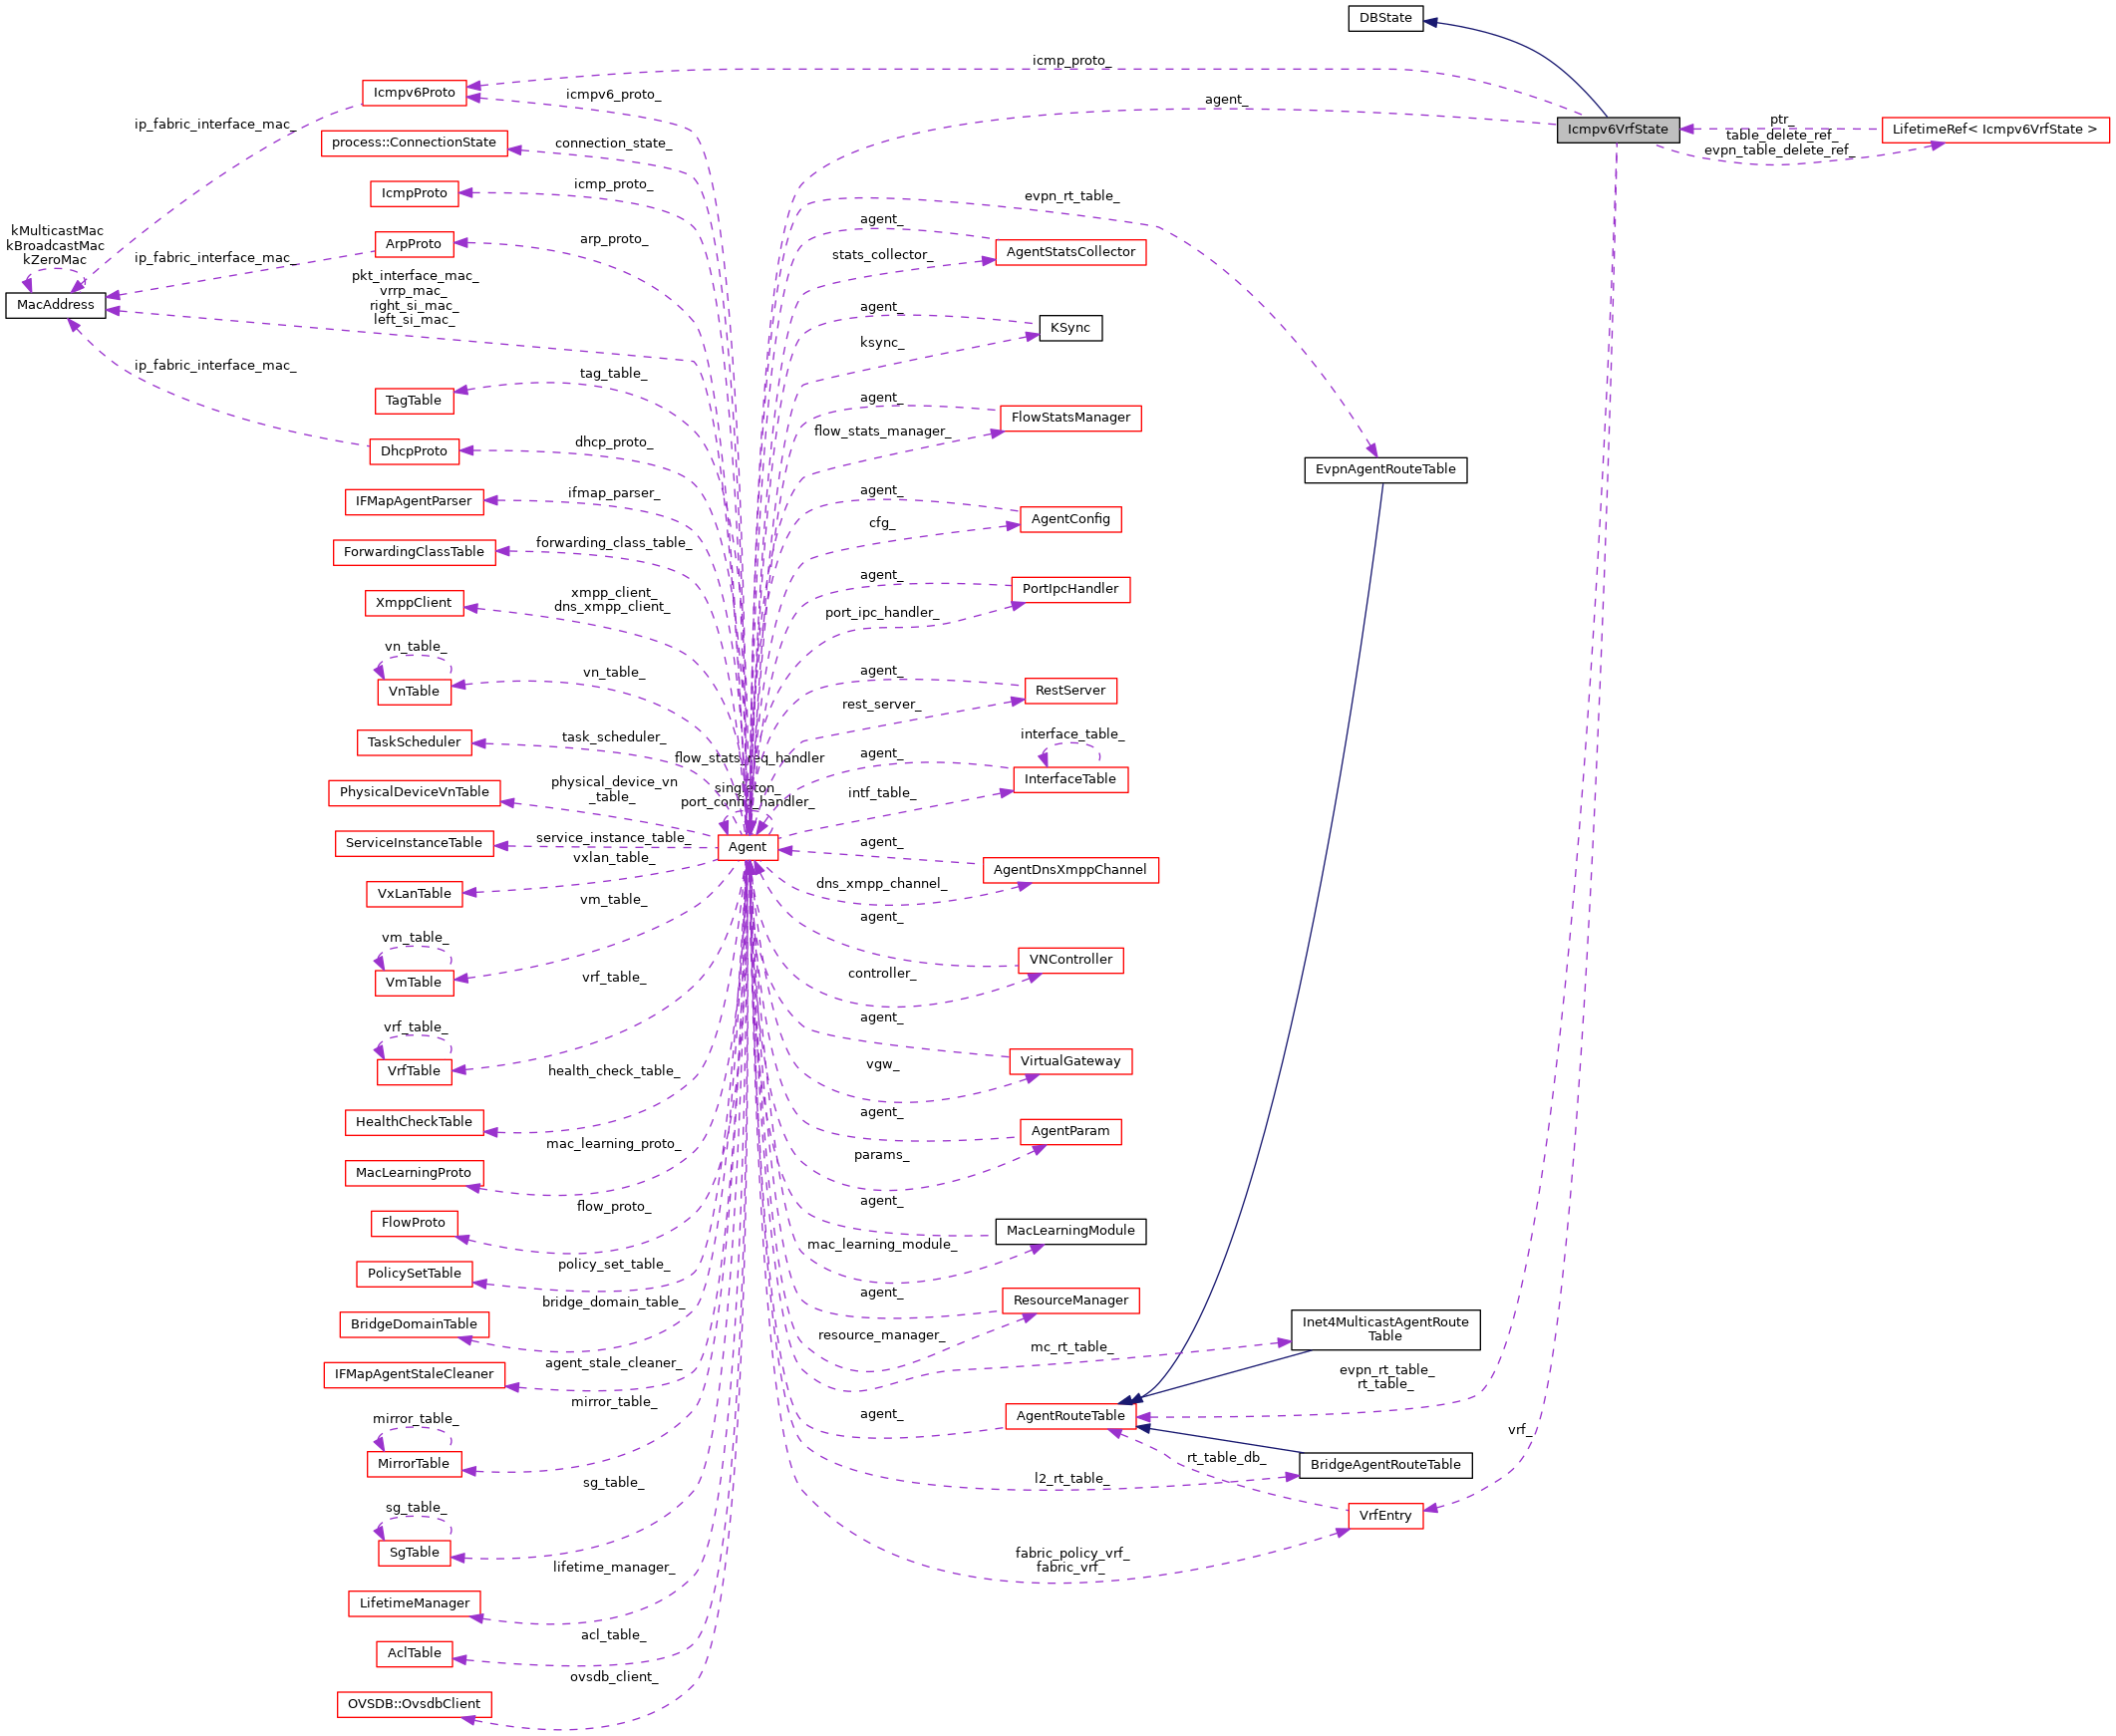 DBState
icmp_proto_
Icmpv6Proto
icmpv6_proto_
agent_
Icmpv6VrfState
ptr_
table_delete_ref_
evpn_table_delete_ref_
LifetimeRef< Icmpv6VrfState >
ip_fabric_interface_mac_
process::ConnectionState
connection_state_
IcmpProto
icmp_proto_
evpn_rt_table_
kMulticastMac
kBroadcastMac
kZeroMac
MacAddress
ip_fabric_interface_mac_
ArpProto
arp_proto_
agent_
stats_collector_
AgentStatsCollector
pkt_interface_mac_
vrrp_mac_
right_si_mac_
left_si_mac_
agent_
ksync_
KSync
ip_fabric_interface_mac_
tag_table_
TagTable
agent_
flow_stats_manager_
FlowStatsManager
DhcpProto
dhcp_proto_
EvpnAgentRouteTable
IFMapAgentParser
ifmap_parser_
agent_
cfg_
AgentConfig
ForwardingClassTable
forwarding_class_table_
XmppClient
xmpp_client_
dns_xmpp_client_
agent_
port_ipc_handler_
PortIpcHandler
vn_table_
VnTable
vn_table_
agent_
rest_server_
RestServer
TaskScheduler
task_scheduler_
flow_stats_req_handler
singleton_
port_config_handler_
agent_
interface_table_
intf_table_
InterfaceTable
PhysicalDeviceVnTable
physical_device_vn
_table_
ServiceInstanceTable
service_instance_table_
Agent
agent_
AgentDnsXmppChannel
dns_xmpp_channel_
vxlan_table_
VxLanTable
vm_table_
agent_
controller_
VNController
vm_table_
VmTable
vrf_table_
agent_
vgw_
VirtualGateway
vrf_table_
VrfTable
health_check_table_
HealthCheckTable
agent_
params_
AgentParam
mac_learning_proto_
MacLearningProto
agent_
mac_learning_module_
MacLearningModule
flow_proto_
FlowProto
policy_set_table_
PolicySetTable
agent_
resource_manager_
ResourceManager
bridge_domain_table_
BridgeDomainTable
mc_rt_table_
Inet4MulticastAgentRoute
Table
agent_stale_cleaner_
IFMapAgentStaleCleaner
evpn_rt_table_
rt_table_
mirror_table_
mirror_table_
MirrorTable
agent_
AgentRouteTable
vrf_
rt_table_db_
BridgeAgentRouteTable
l2_rt_table_
sg_table_
sg_table_
SgTable
VrfEntry
fabric_policy_vrf_
fabric_vrf_
lifetime_manager_
LifetimeManager
acl_table_
AclTable
ovsdb_client_
OVSDB::OvsdbClient